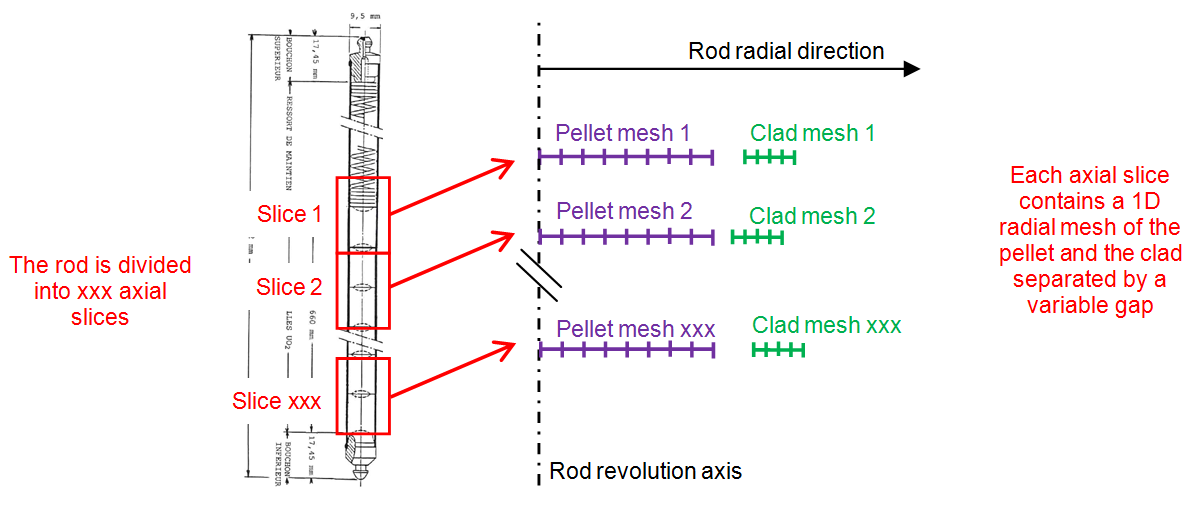 9,5 mm
17,45 mm
BOUCHON
SUPERIEUR
RESSORT DE MAINTIEN
LLES UO₂
660 mm
17,45 mm
BOUCHON
INFERIEUR
mm
The rod is divided
into xxx axial
slices
Slice 1
Slice 2
Slice xxx
Rod radial direction
Pellet mesh 1
Clad mesh 1
Pellet mesh 2
Clad mesh 2
Pellet mesh xxx
Clad mesh xxx
Rod revolution axis
Each axial slice
contains a 1D
radial mesh of the
pellet and the clad
separated by a
variable gap